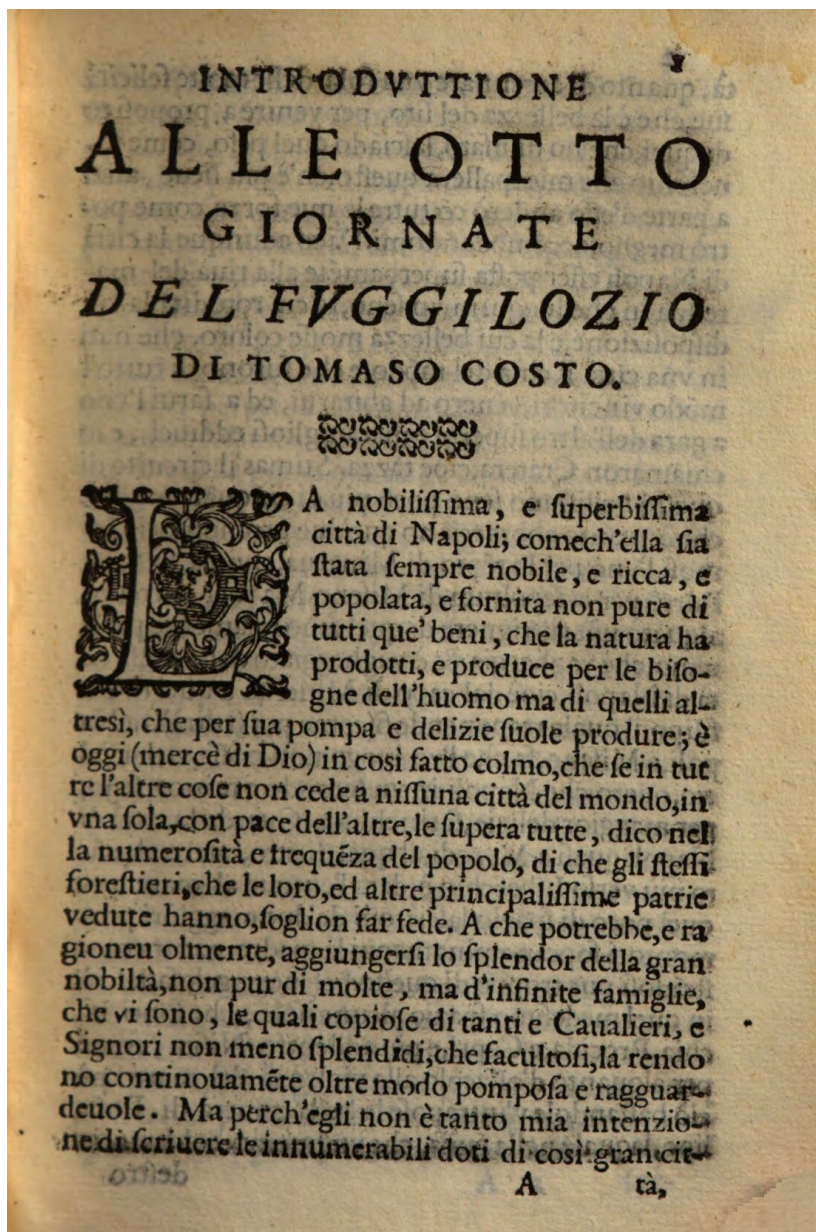 1
INTRODVTTIONE
ALLE OTTO
GIORNATE
DEL FVGGILOZIO
DI TOMASO COSTO.
LA nobiliſſima, e ſuperbiſſima
città di Napoli; comech'ella ſia
ſtata ſempre nobile, e ricca, e
popolata, e fornita non pure di
tutti que' beni, che la natura ha
prodotti, e produce per le biſo-
gne dell'huomo ma di quelli al-
tresì, che per ſua pompa e delizie ſuole produre; è
oggi (mercè di Dio) in così fatto colmo, che ſe in tut
te l'altre coſe non cede a niſſuna città del mondo, in
vna ſola, con pace dell'altre, le ſupera tutte, dico nel
la numeroſità e frequẽza del popolo, di che gli ſteſſi
foreſtieri, che le loro, ed altre principaliſſime patrie
vedute hanno, ſoglion far fede. A che potrebbe, e ra
gioneu olmente, aggiungerſi lo ſplendor della gran
nobiltà, non pur di molte, ma d'infinite famiglie,
che vi ſono, le quali copioſe di tanti e Caualieri, e
Signori non meno ſplendidi, che facultoſi, la rendo
no continouamẽte oltre modo pompoſa e ragguar-
deuole. Ma perch'egli non è tanto mia intenzio-
ne di ſcriuere le innumerabili doti di così gran cit-
A tà,